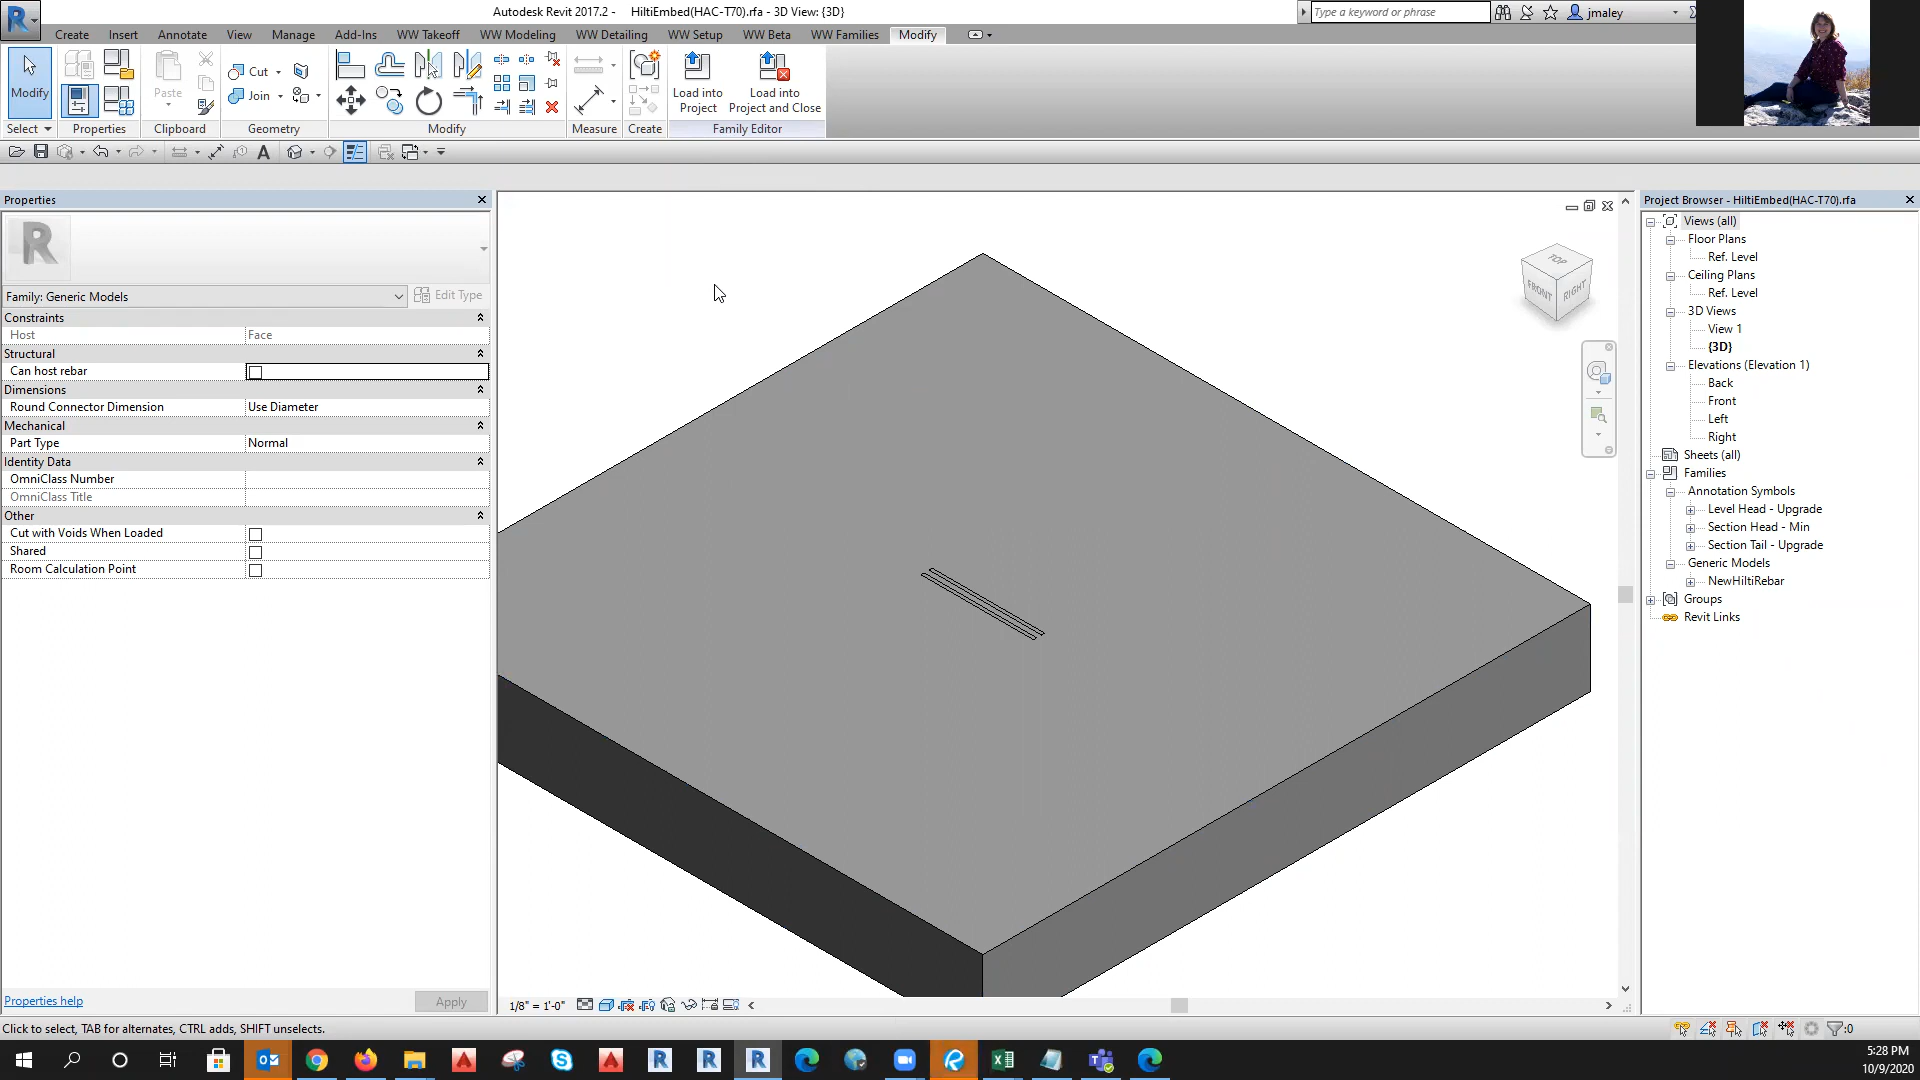 Autodesk Revit 2017.2 - HiltiEmbed(HAC-T70).rfa - 3D View: {3D}
Type a keyword or phrase
jmaley
Create Insert Annotate View Manage Add-Ins WW Takeoff WW Modeling WW Detailing WW Setup WW Beta WW Families Modify
Modify
Paste
Cut
Join
Load into
Project
Load into
Project and Close
Select Properties Clipboard Geometry Modify Measure Create Family Editor
Properties
R
Family: Generic Models
Edit Type
Constraints
Host Face
Structural
Can host rebar
Dimensions
Round Connector Dimension Use Diameter
Mechanical
Part Type Normal
Identity Data
OmniClass Number
OmniClass Title
Other
Cut with Voids When Loaded
Shared
Room Calculation Point
Properties help
Apply
TOP
FRONT
RIGHT
1/8" = 1'-0"
Project Browser - HiltiEmbed(HAC-T70).rfa
Views (all)
Floor Plans
Ref. Level
Ceiling Plans
Ref. Level
3D Views
View 1
{3D}
Elevations (Elevation 1)
Back
Front
Left
Right
Sheets (all)
Families
Annotation Symbols
Level Head - Upgrade
Section Head - Min
Section Tail - Upgrade
Generic Models
NewHiltiRebar
Groups
Revit Links
Click to select, TAB for alternates, CTRL adds, SHIFT unselects.
:0
5:28 PM
10/9/2020